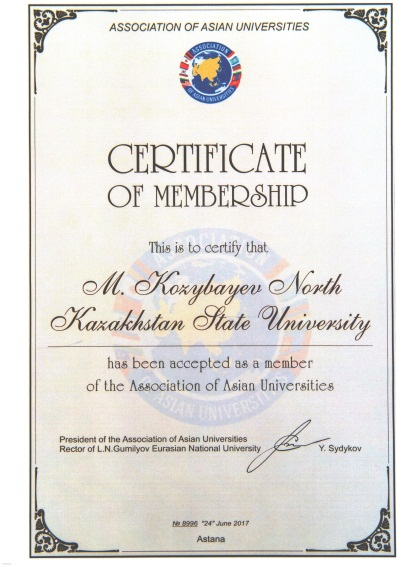 ASSOCIATION OF ASIAN UNIVERSITIES
ASSOCIATION
OF ASIAN UNIVERSITIES
CERTIFICATE
OF MEMBERSHIP
This is to certify that
M. Kozybayev North
Kazakhstan State University
has been accepted as a member
of the Association of Asian Universities
President of the Association of Asian Universities
Rector of L.N.Gumilyov Eurasian National University
Y. Sydykov
№ 8996 "24" June 2017
Astana